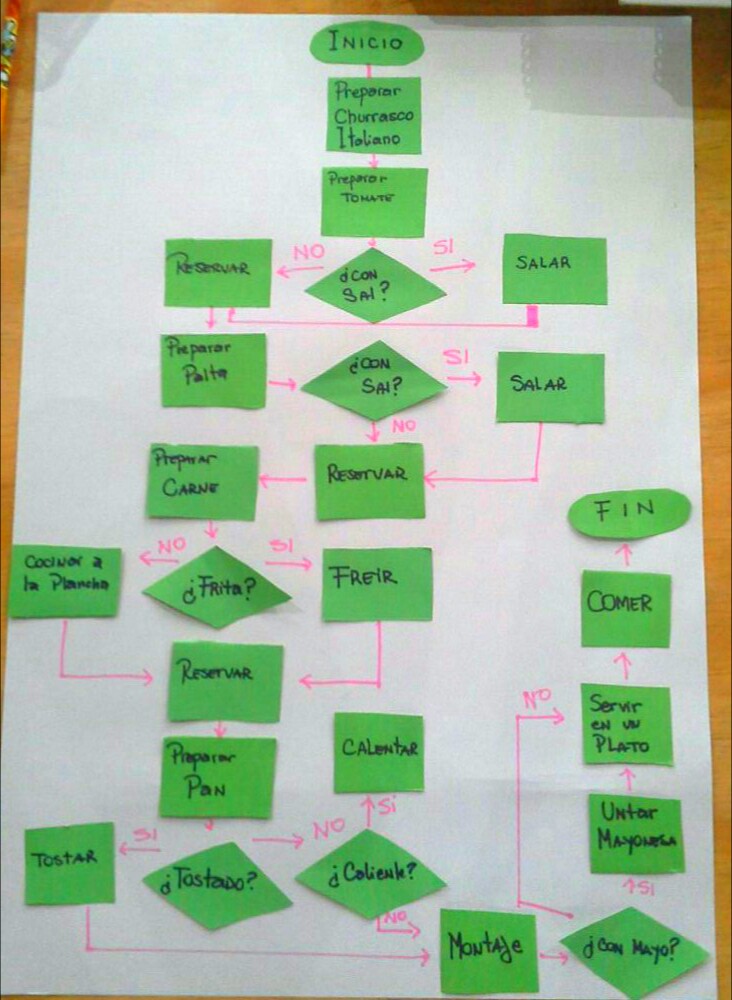 INICIO
Preparar
Churrasco
Italiano
Preparar
TOMATE
RESERVAR
NO
¿CON
SAl?
SI
SALAR
Preparar
Palta
¿CON
SAl?
SI
SALAR
NO
Preparar
CARNE
RESERVAR
FIN
Cocinar a
la Plancha
NO
¿Frita?
SI
FREIR
COMER
RESERVAR
NO
Servir
EN UN
PLATO
Preparar
Pan
CALENTAR
TOSTAR
SI
¿Tostado?
NO
Si
¿Caliente?
Untar
MAYONESA
NO
SI
MONTAJE
¿CON MAYO?